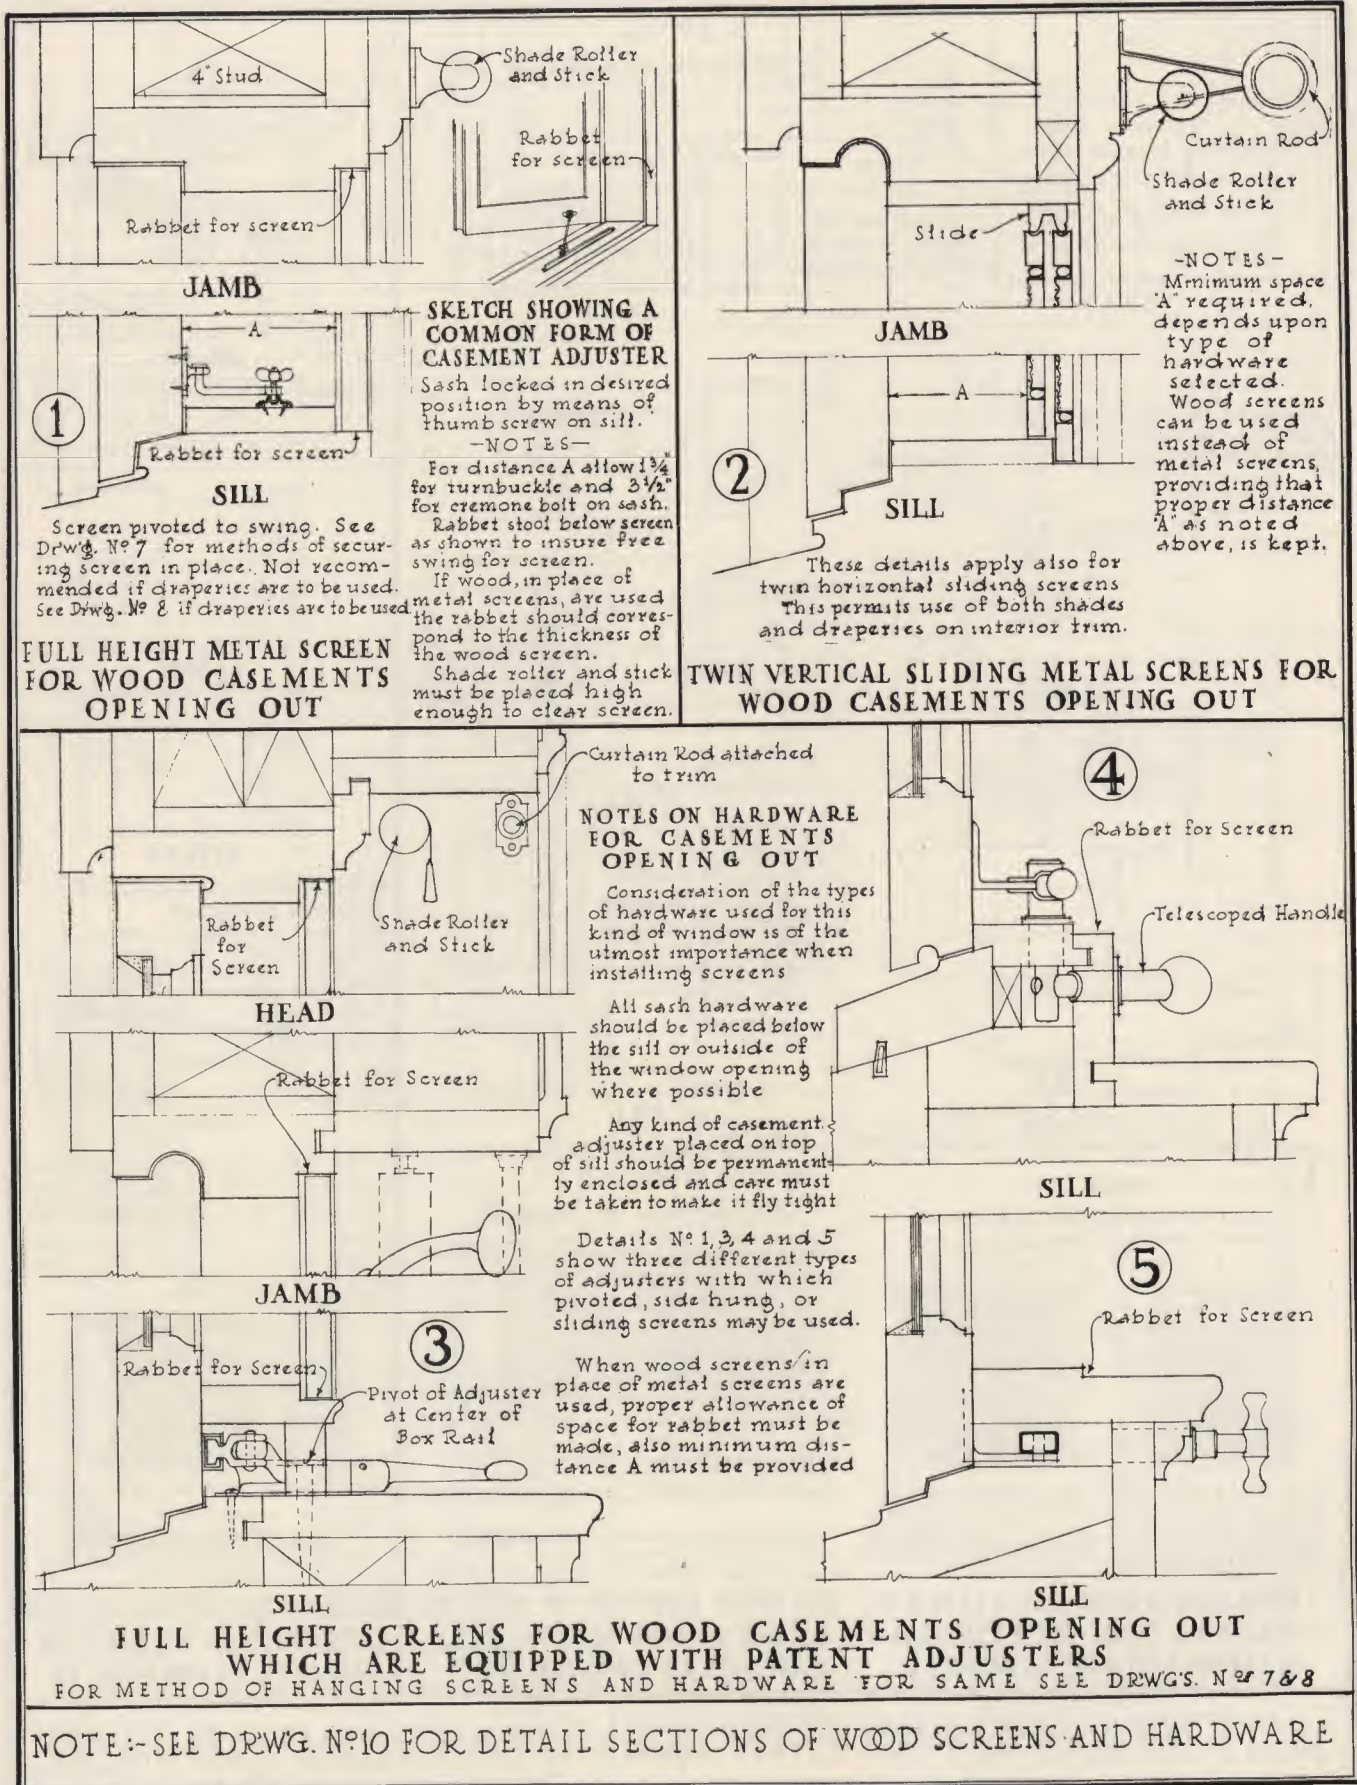 4" Stud
Shade Roller
and Stick
Rabbet
for screen
Rabbet for screen
JAMB
A
1
Rabbet for screen
SILL
Screen pivoted to swing. See
Dr'w'g. Nº 7 for methods of secur-
ing screen in place. Not recom-
mended if draperies are to be used.
See Drwg. Nº 8 if draperies are to be used
FULL HEIGHT METAL SCREEN
FOR WOOD CASEMENTS
OPENING OUT
SKETCH SHOWING A
COMMON FORM OF
CASEMENT ADJUSTER
Sash locked in desired
position by means of
thumb screw on sill.
-NOTES-
For distance A allow 1¾"
for turnbuckle and 3½"
for cremone bolt on sash.
Rabbet stool below screen
as shown to insure free
swing for screen.
If wood, in place of
metal screens, are used
the rabbet should corres-
pond to the thickness of
the wood screen.
Shade roller and stick
must be placed high
enough to clear screen.
Curtain Rod
Shade Roller
and Stick
Slide
JAMB
A
2
SILL
-NOTES-
Minimum space
"A" required,
depends upon
type of
hardware
selected.
Wood screens
can be used
instead of
metal screens,
providing that
proper distance
"A" as noted
above, is kept.
These details apply also for
twin horizontal sliding screens
This permits use of both shades
and draperies on interior trim.
TWIN VERTICAL SLIDING METAL SCREENS FOR
WOOD CASEMENTS OPENING OUT
Curtain Rod attached
to trim
Rabbet
for
Screen
Shade Roller
and Stick
HEAD
Rabbet for Screen
JAMB
3
Rabbet for Screen
Pivot of Adjuster
at Center of
Box Rail
SILL
NOTES ON HARDWARE
FOR CASEMENTS
OPENING OUT
Consideration of the types
of hardware used for this
kind of window is of the
utmost importance when
installing screens
All sash hardware
should be placed below
the sill or outside of
the window opening
where possible
Any kind of casement
adjuster placed on top
of sill should be permanent-
ly enclosed and care must
be taken to make it fly tight
Details Nº 1, 3, 4 and 5
show three different types
of adjusters with which
pivoted, side hung, or
sliding screens may be used.
When wood screens in
place of metal screens are
used, proper allowance of
space for rabbet must be
made, also minimum dis-
tance A must be provided
4
Rabbet for Screen
Telescoped Handle
SILL
5
Rabbet for Screen
SILL
FULL HEIGHT SCREENS FOR WOOD CASEMENTS OPENING OUT
WHICH ARE EQUIPPED WITH PATENT ADJUSTERS
FOR METHOD OF HANGING SCREENS AND HARDWARE FOR SAME SEE DRWG'S. Nºs 7 & 8
NOTE:- SEE DRWG. Nº 10 FOR DETAIL SECTIONS OF WOOD SCREENS AND HARDWARE